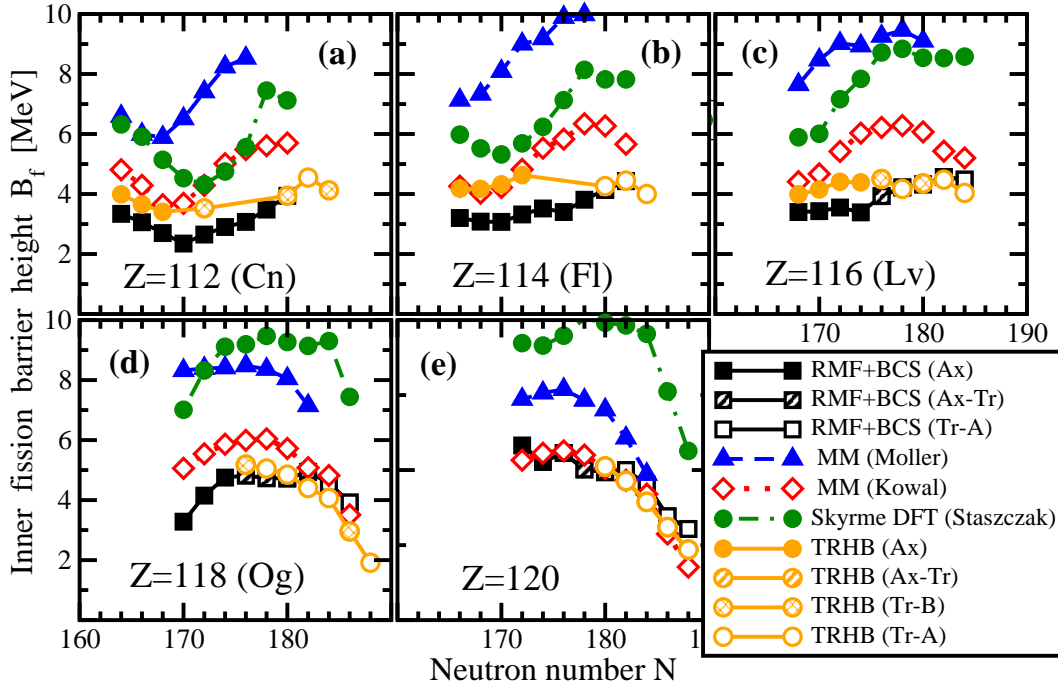 Inner fission barrier height B_f [MeV]
10
8
6
4
2
(a)
Z=112 (Cn)
(b)
Z=114 (Fl)
(c)
Z=116 (Lv)
170
180
190
10
8
6
4
2
(d)
Z=118 (Og)
(e)
Z=120
160
170
180
170
180
19
Neutron number N
RMF+BCS (Ax)
RMF+BCS (Ax-Tr)
RMF+BCS (Tr-A)
MM (Moller)
MM (Kowal)
Skyrme DFT (Staszczak)
TRHB (Ax)
TRHB (Ax-Tr)
TRHB (Tr-B)
TRHB (Tr-A)